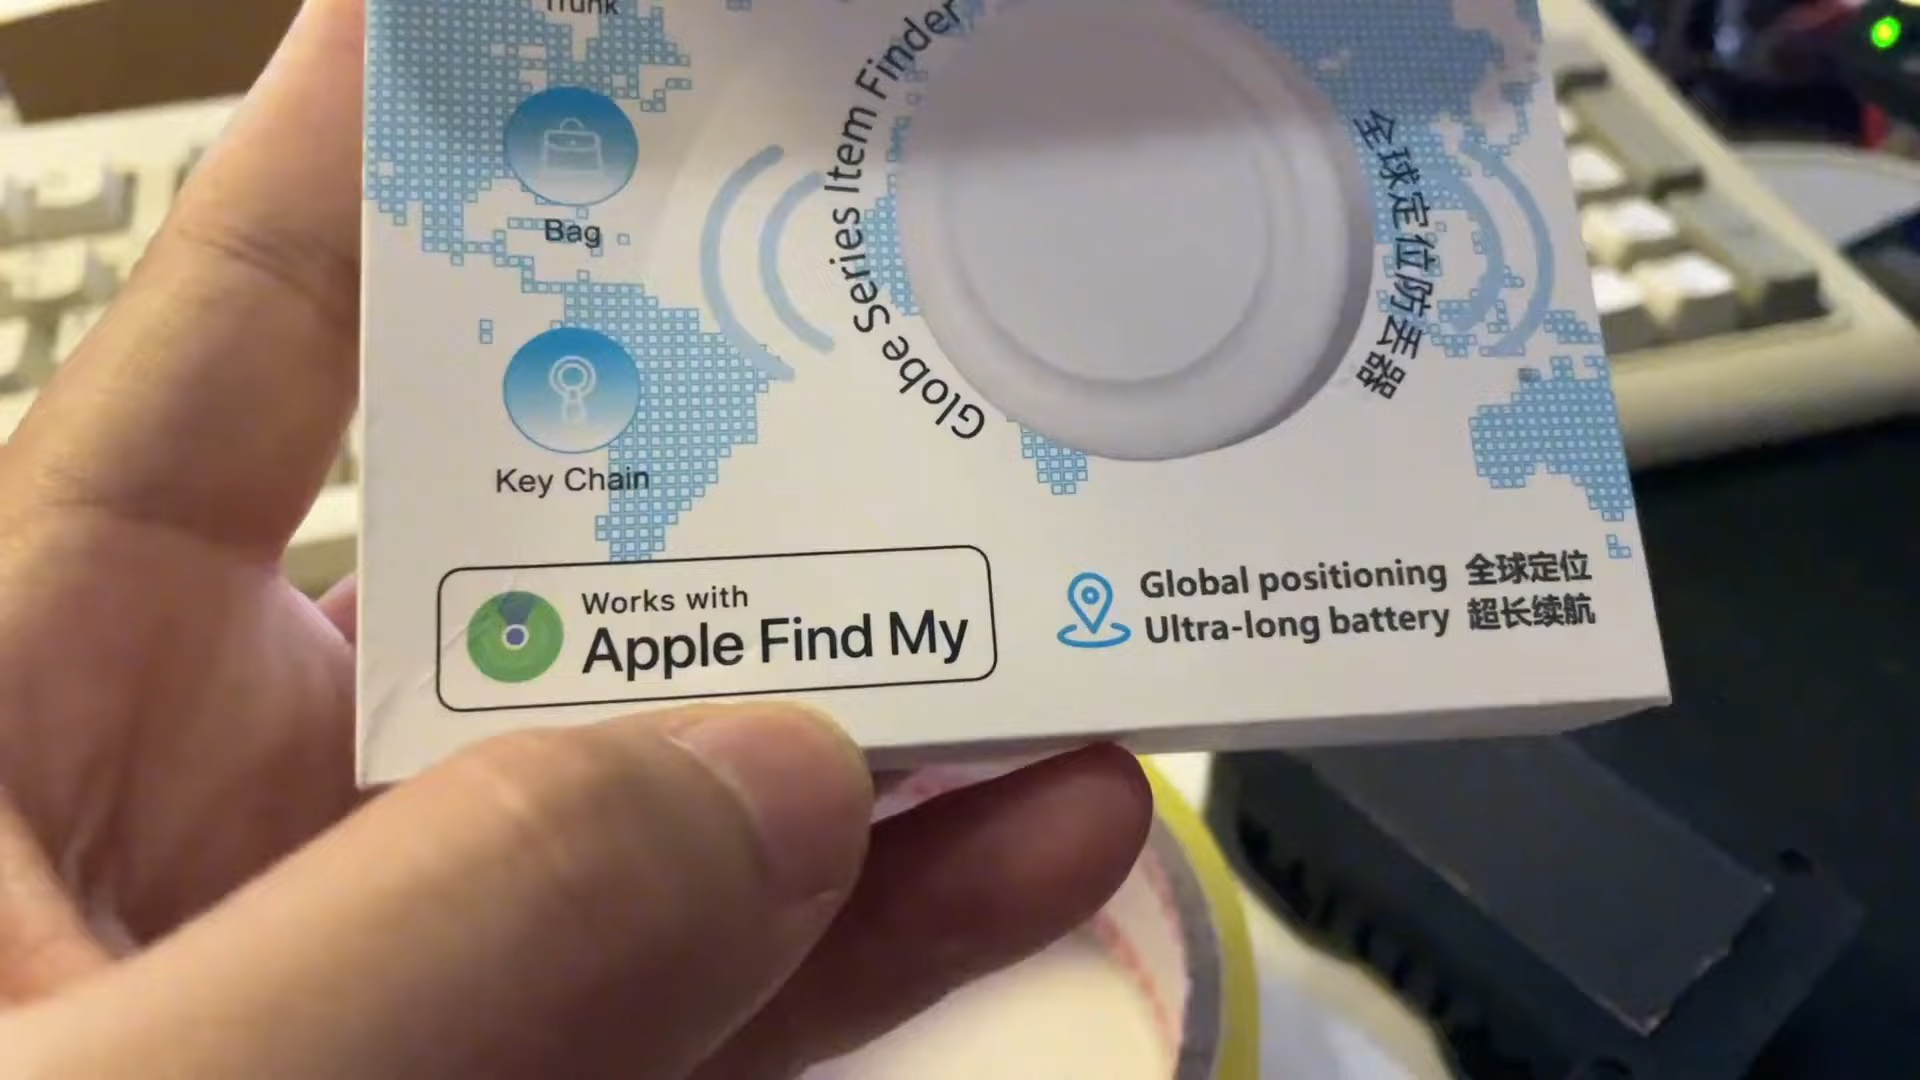 Trunk
Bag
Key Chain
Globe Series Item Finder
全球定位防丢器
Works with
Apple Find My
Global positioning 全球定位
Ultra-long battery 超长续航